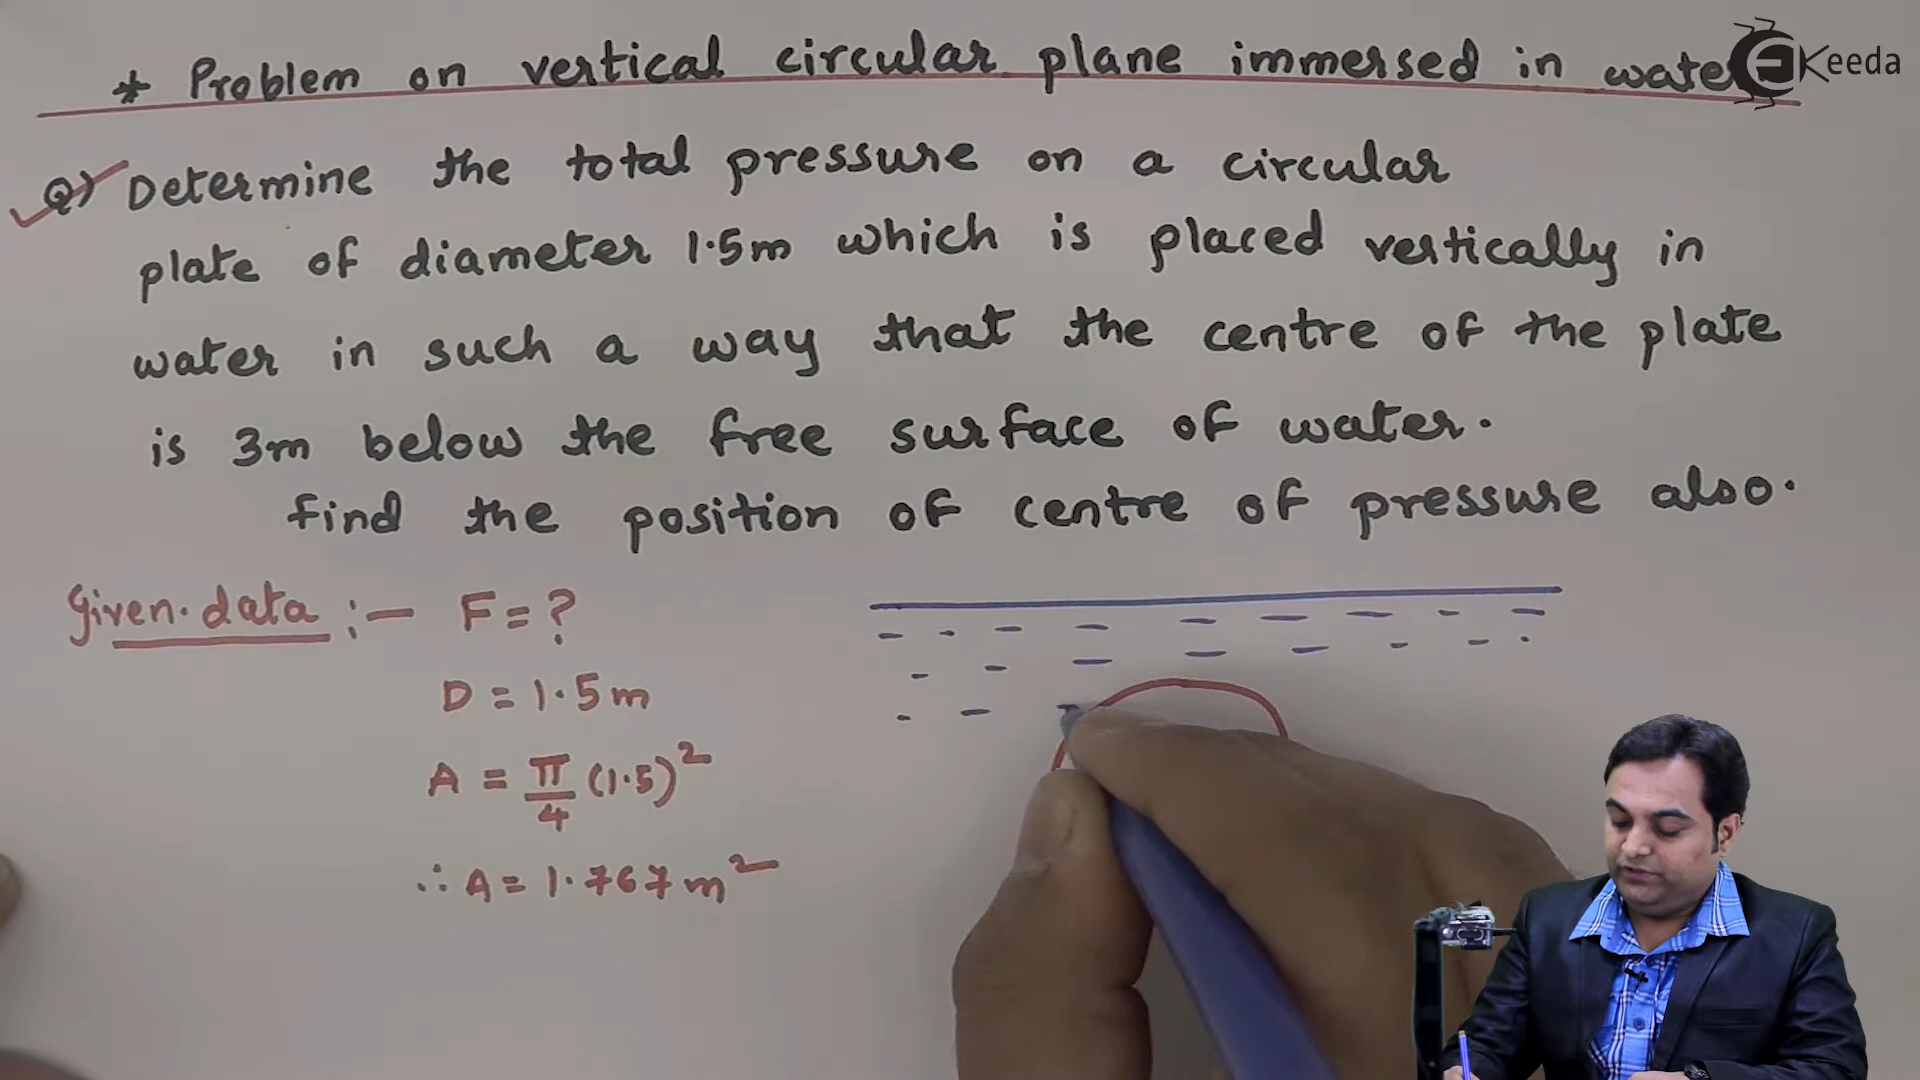 * Problem on vertical circular plane immersed in water
Keeda
Q) Determine the total pressure on a circular
plate of diameter 1.5m which is placed vertically in
water in such a way that the centre of the plate
is 3m below the free surface of water.
find the position of centre of pressure also.
Given data :- F = ?
D = 1.5 m
A = π/4 (1.5)²
∴ A = 1.767 m²